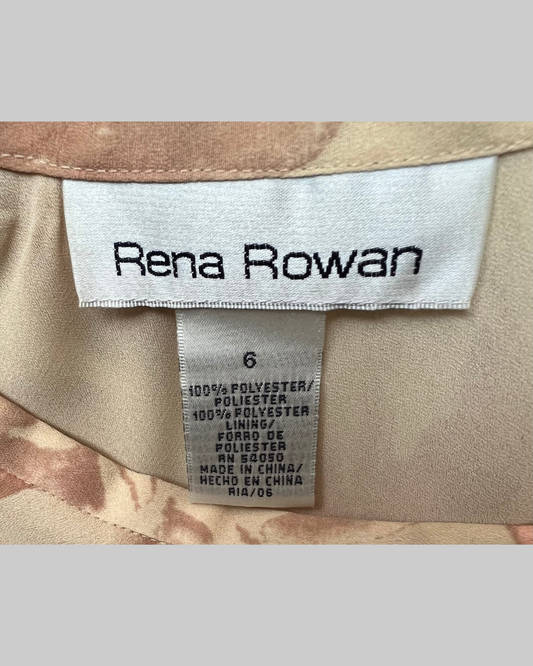 Rena Rowan
6
100% POLYESTER/
POLIESTER
100% POLYESTER
LINING/
FORRO DE
POLIESTER
RN 54050
MADE IN CHINA/
HECHO EN CHINA
RIA/06